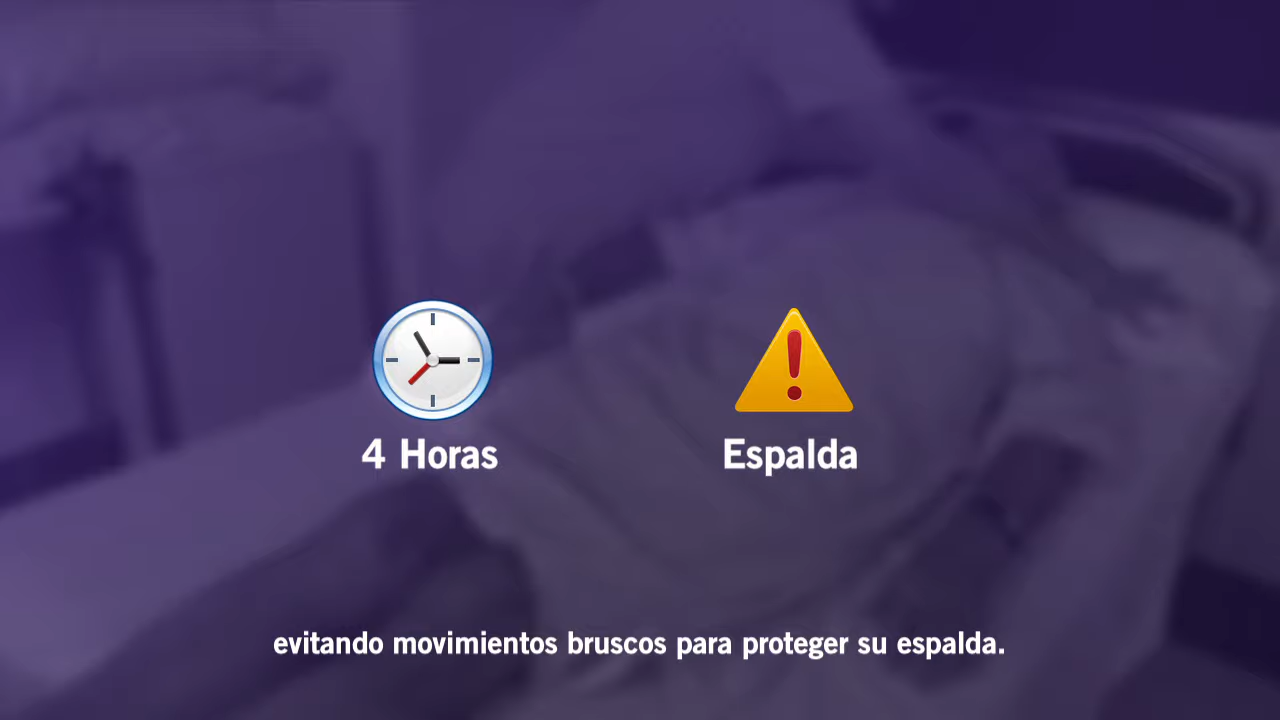 4 Horas
Espalda
evitando movimientos bruscos para proteger su espalda.